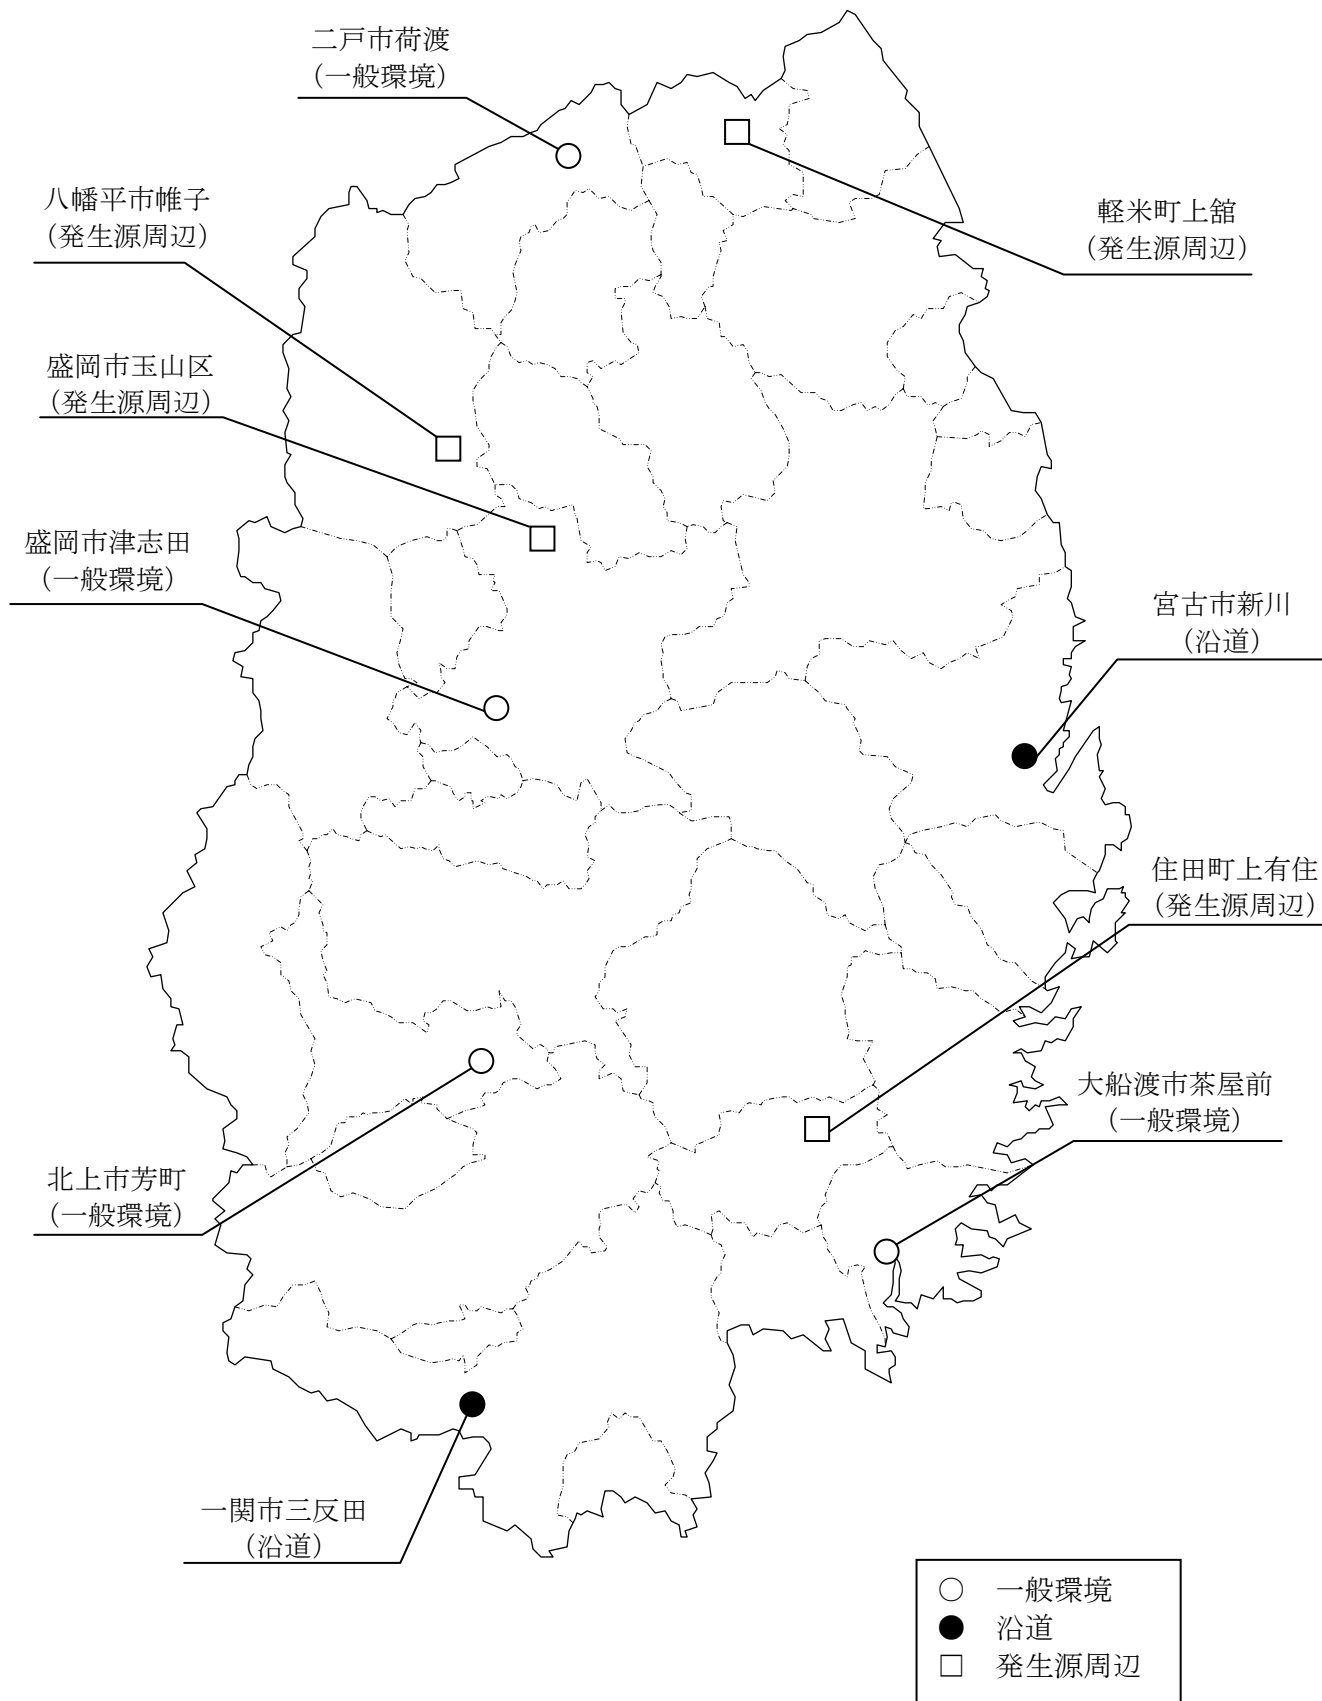 二戸市荷渡
（一般環境）
八幡平市帷子
（発生源周辺）
軽米町上舘
（発生源周辺）
盛岡市玉山区
（発生源周辺）
盛岡市津志田
（一般環境）
宮古市新川
（沿道）
住田町上有住
（発生源周辺）
大船渡市茶屋前
（一般環境）
北上市芳町
（一般環境）
一関市三反田
（沿道）
○ 一般環境
● 沿道
□ 発生源周辺